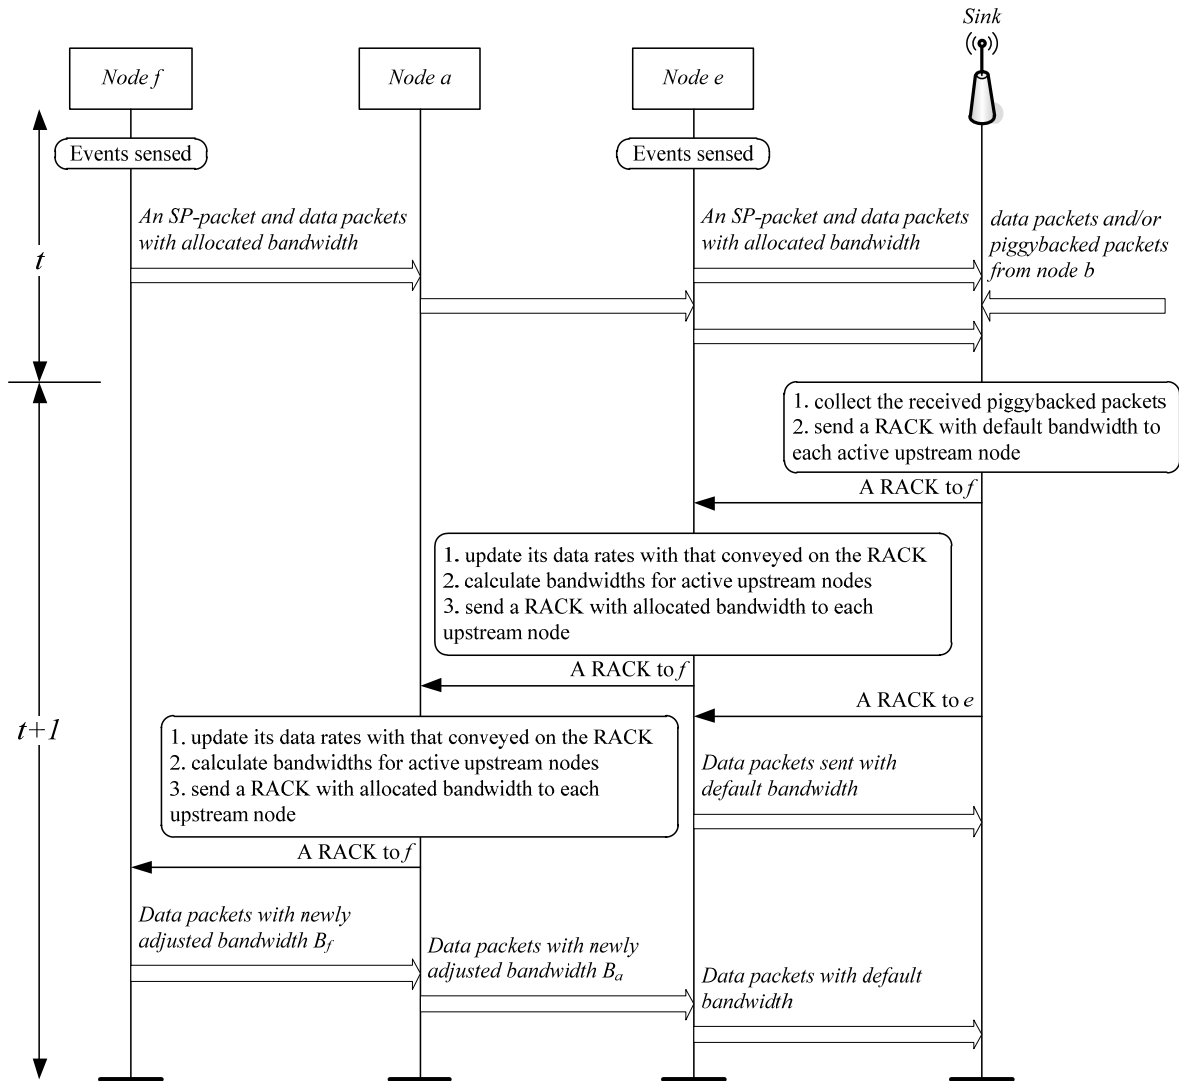 Sink
Node f
Node a
Node e
Events sensed
Events sensed
An SP-packet and data packets
with allocated bandwidth
An SP-packet and data packets
with allocated bandwidth
data packets and/or
piggybacked packets
from node b
t
1. collect the received piggybacked packets
2. send a RACK with default bandwidth to
each active upstream node
A RACK to f
1. update its data rates with that conveyed on the RACK
2. calculate bandwidths for active upstream nodes
3. send a RACK with allocated bandwidth to each
upstream node
A RACK to f
A RACK to e
t+1
1. update its data rates with that conveyed on the RACK
2. calculate bandwidths for active upstream nodes
3. send a RACK with allocated bandwidth to each
upstream node
Data packets sent with
default bandwidth
A RACK to f
Data packets with newly
adjusted bandwidth Bf
Data packets with newly
adjusted bandwidth Ba
Data packets with default
bandwidth